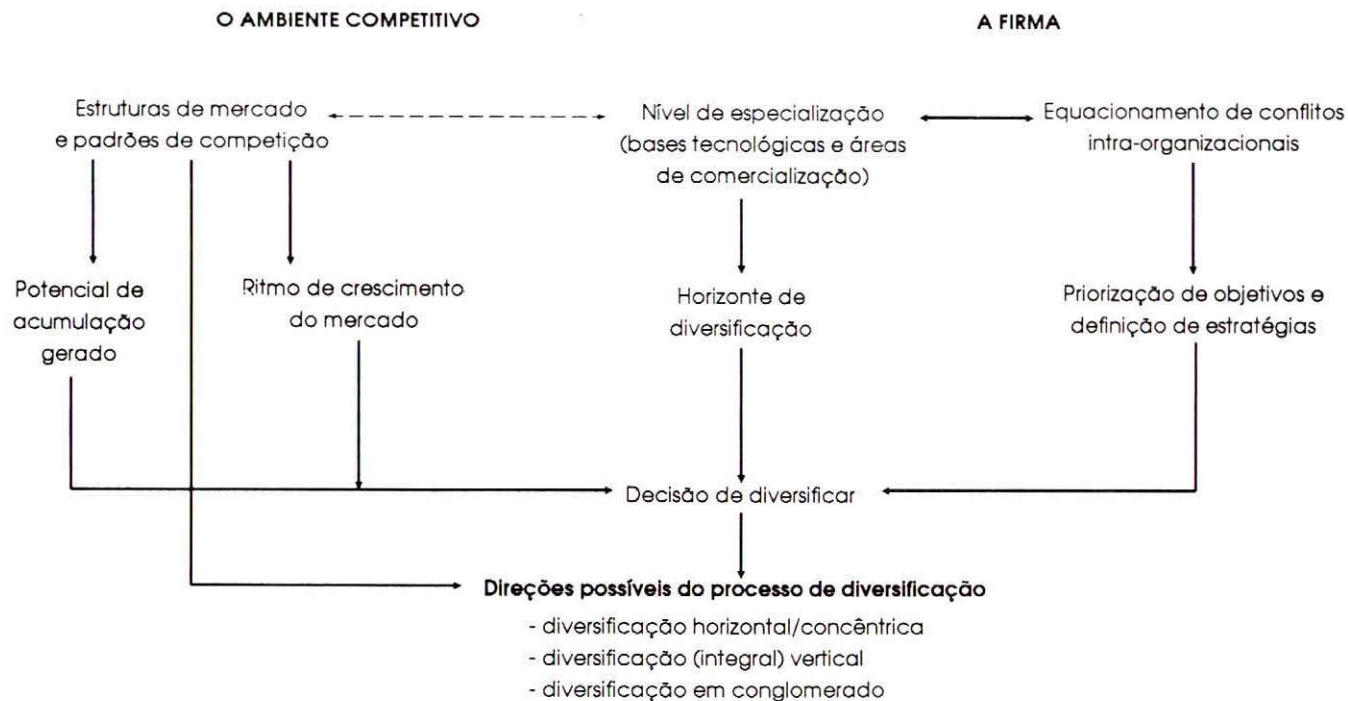 O AMBIENTE COMPETITIVO
A FIRMA
Estruturas de mercado
e padrões de competição
Nível de especialização
(bases tecnológicas e áreas
de comercialização)
Equacionamento de conflitos
intra-organizacionais
Potencial de
acumulação
gerado
Ritmo de crescimento
do mercado
Horizonte de
diversificação
Priorização de objetivos e
definição de estratégias
Decisão de diversificar
Direções possíveis do processo de diversificação
- diversificação horizontal/concêntrica
- diversificação (integral) vertical
- diversificação em conglomerado